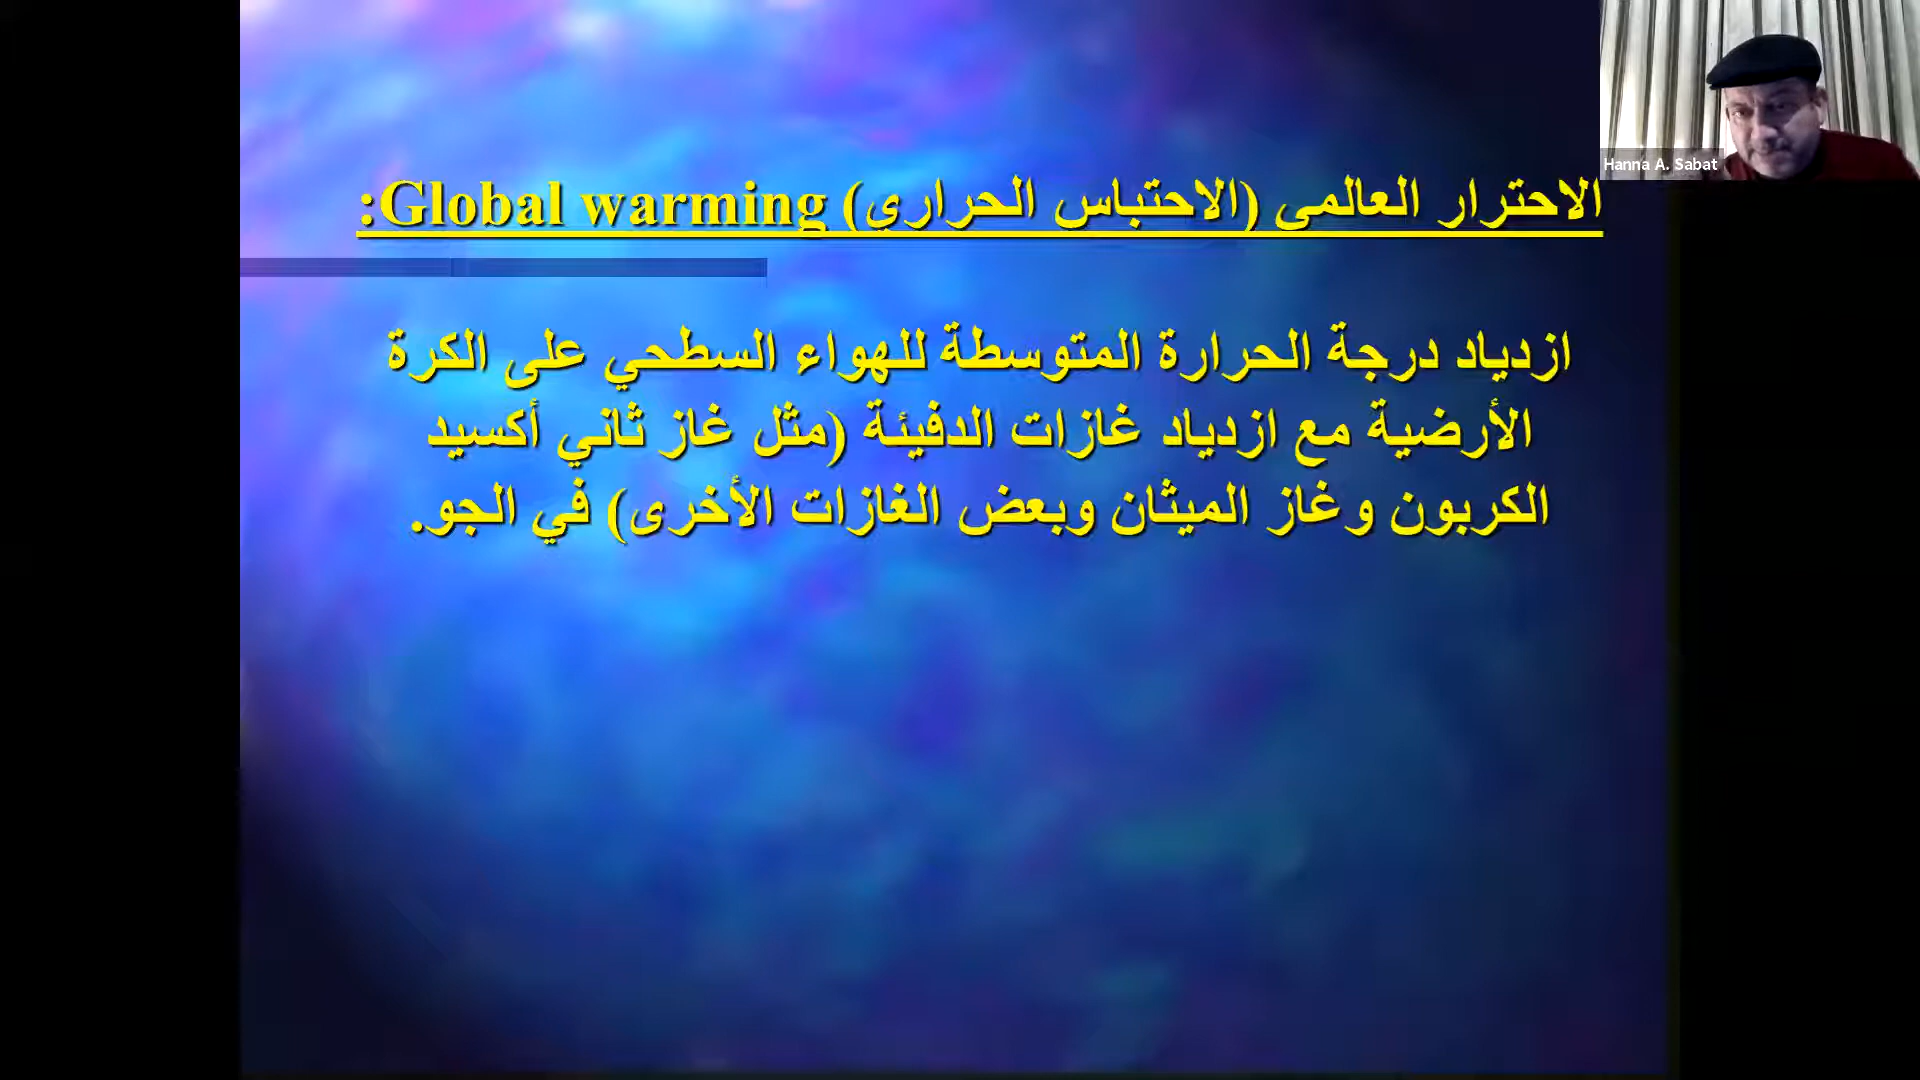 Hanna A. Sabat
الاحترار العالمى (الاحتباس الحراري) Global warming:
ازدياد درجة الحرارة المتوسطة للهواء السطحي على الكرة
الأرضية مع ازدياد غازات الدفيئة (مثل غاز ثاني أكسيد
الكربون وغاز الميثان وبعض الغازات الأخرى) في الجو.